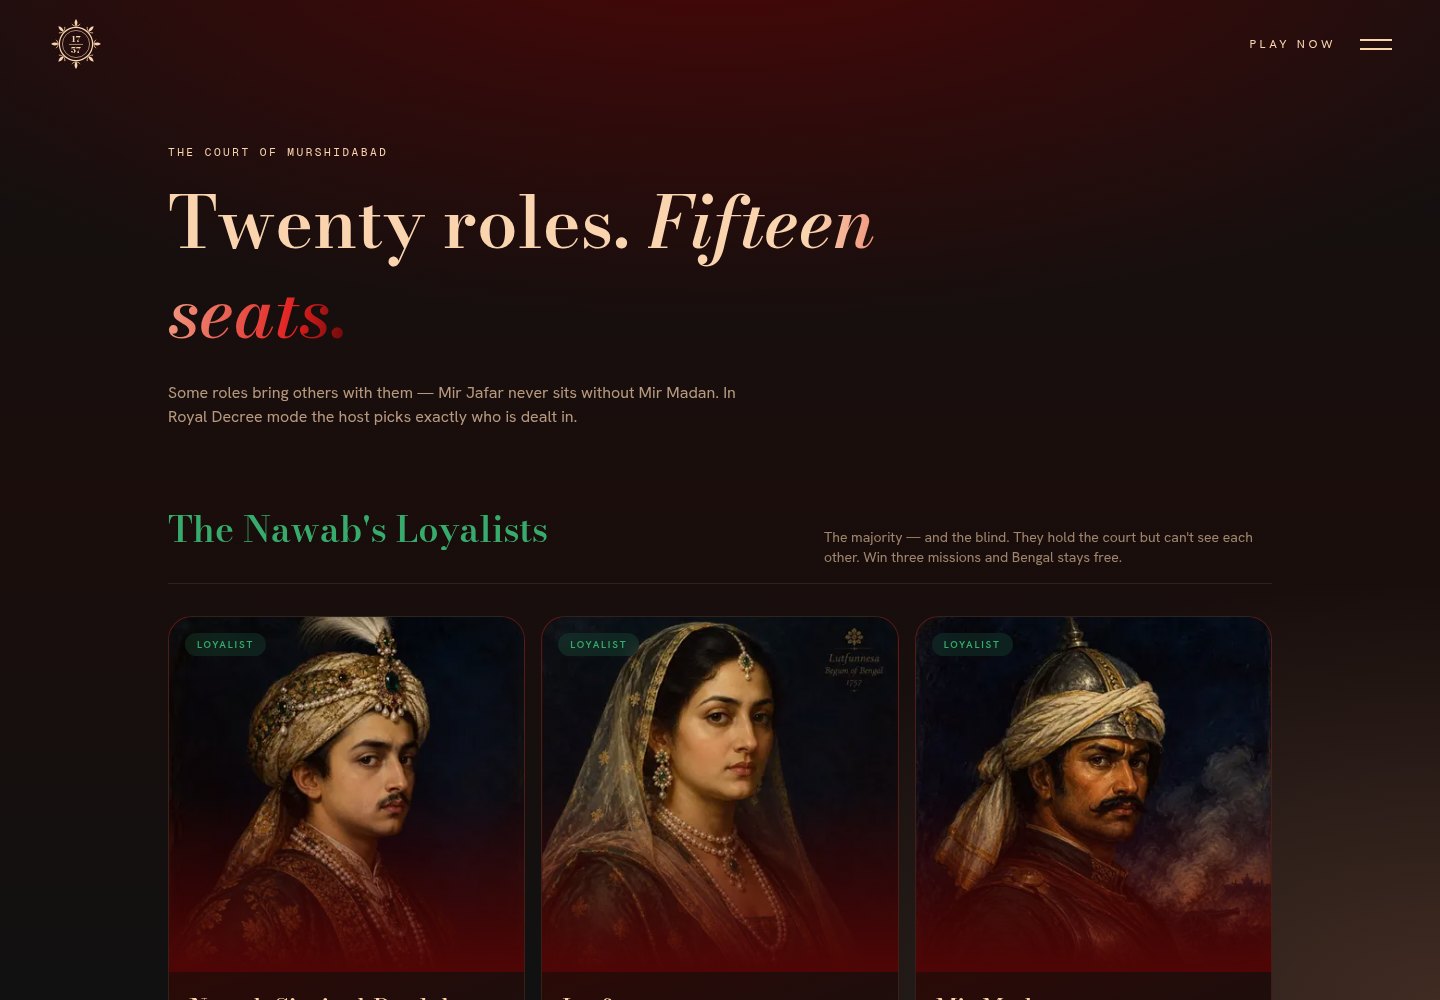 17
57
PLAY NOW
THE COURT OF MURSHIDABAD
Twenty roles. Fifteen
seats.
Some roles bring others with them — Mir Jafar never sits without Mir Madan. In
Royal Decree mode the host picks exactly who is dealt in.
The Nawab's Loyalists
The majority — and the blind. They hold the court but can't see each
other. Win three missions and Bengal stays free.
LOYALIST
LOYALIST
Lutfunnesa
Begum of Bengal
1757
LOYALIST